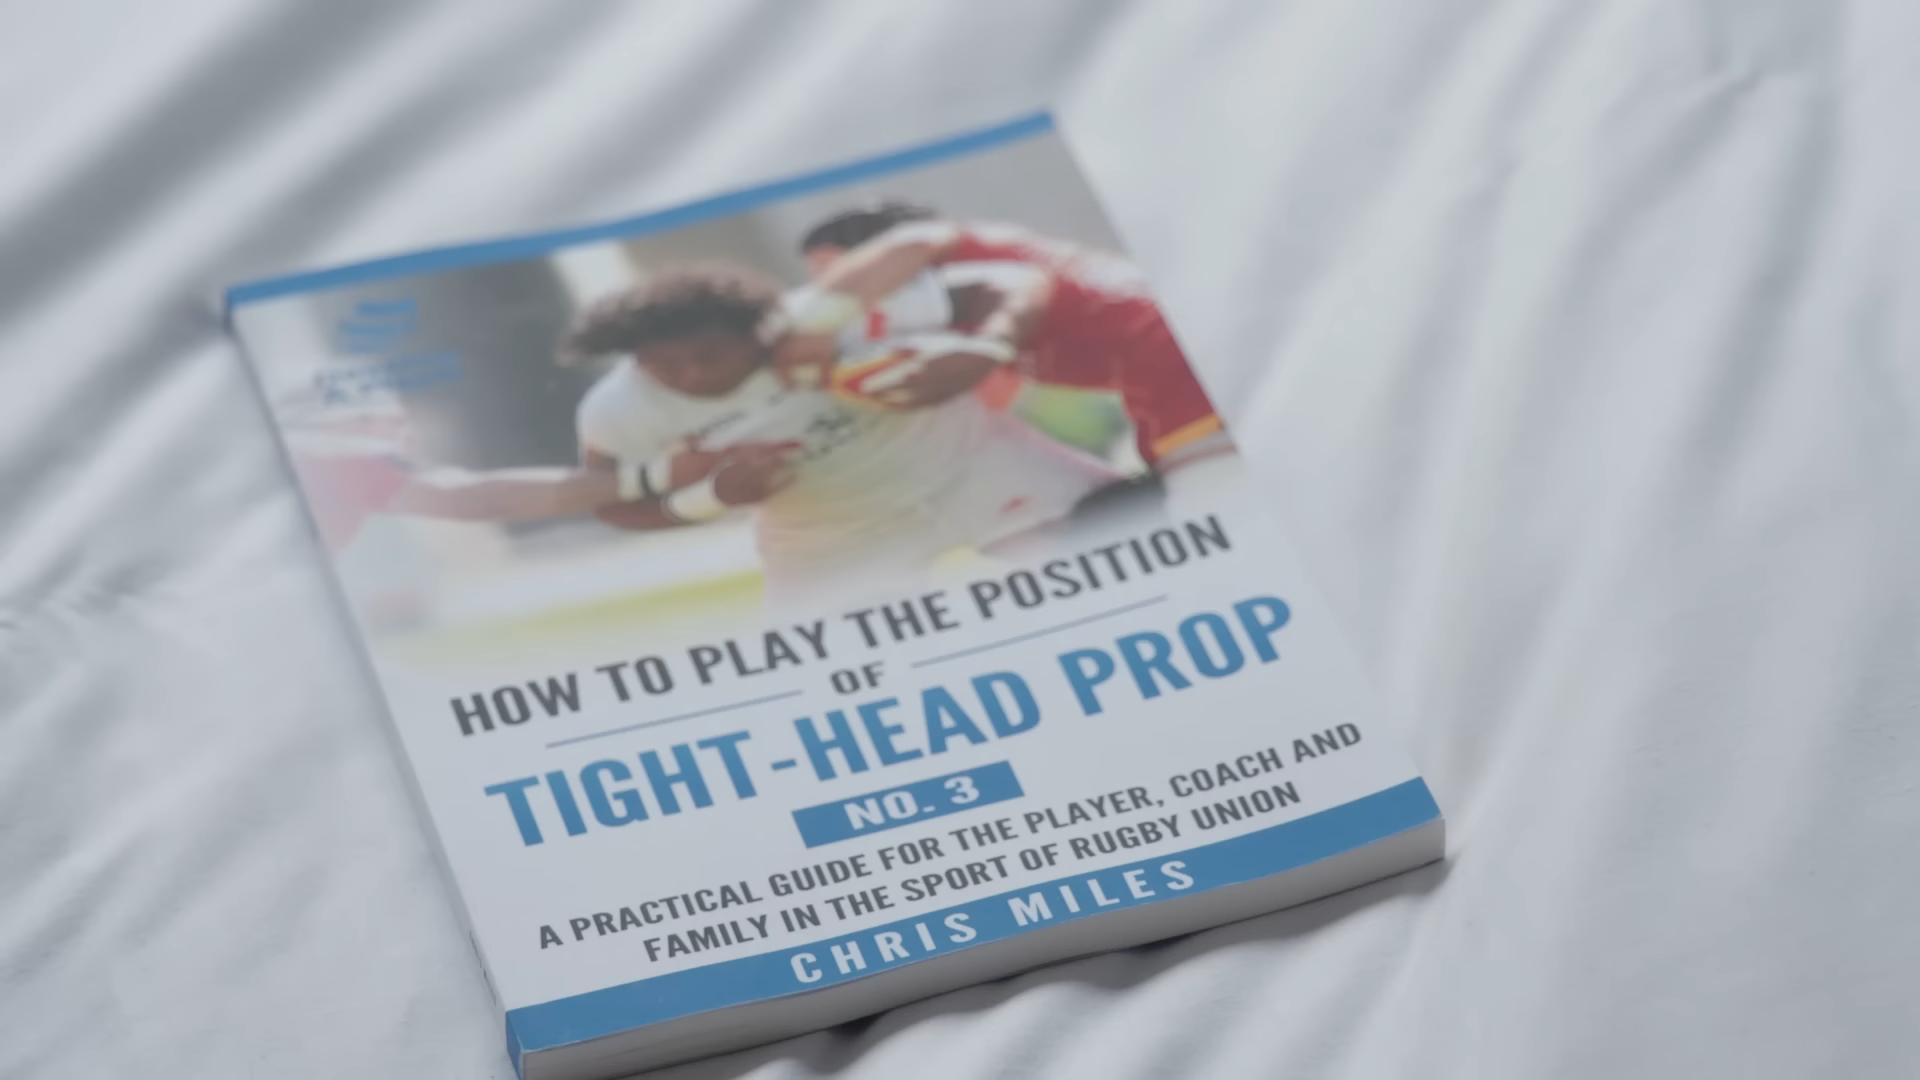 HOW TO PLAY THE POSITION
OF
TIGHT-HEAD PROP
NO. 3
A PRACTICAL GUIDE FOR THE PLAYER, COACH AND
FAMILY IN THE SPORT OF RUGBY UNION
CHRIS MILES